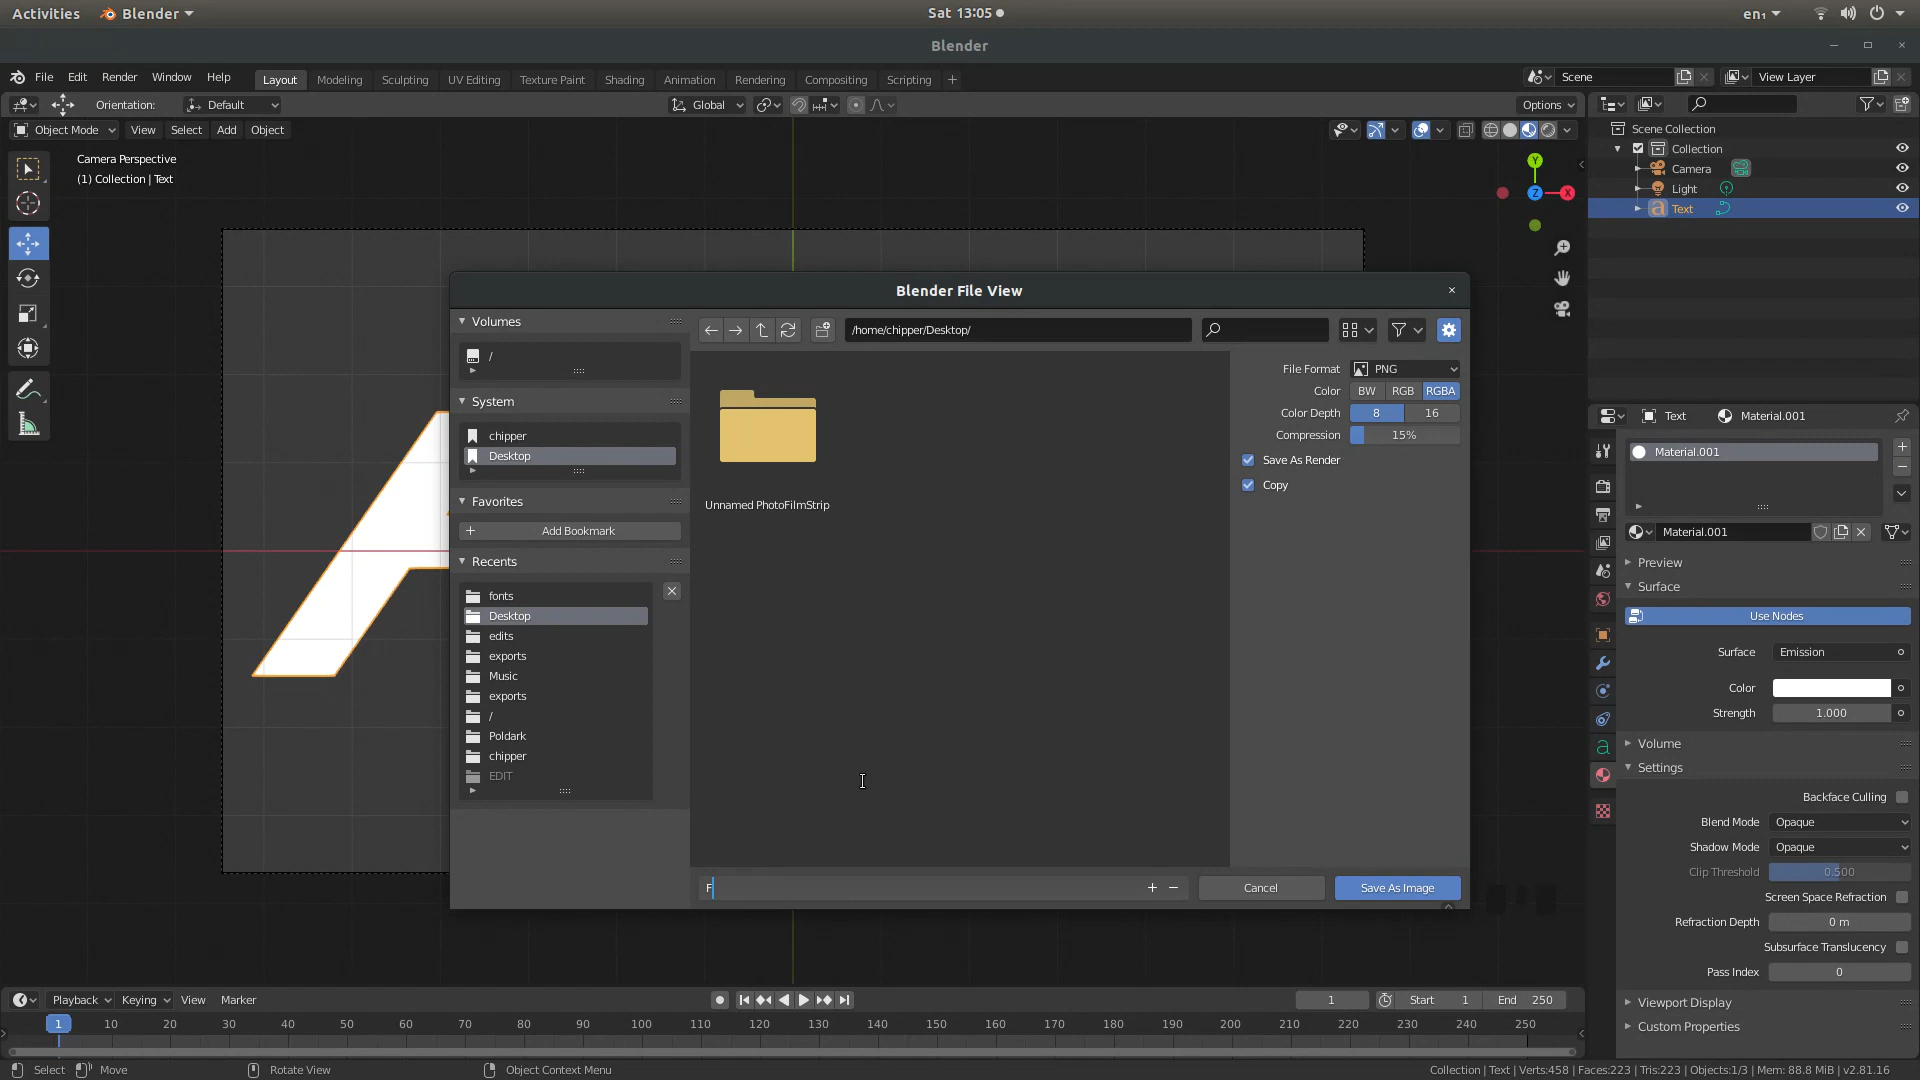 Activities Blender Sat 13:05 en₁
Blender
File Edit Render Window Help Layout Modeling Sculpting UV Editing Texture Paint Shading Animation Rendering Compositing Scripting + Scene View Layer
Orientation: Default Global Options
Object Mode View Select Add Object
Camera Perspective
(1) Collection | Text
Y
Z X
Scene Collection
Collection
Camera
Light
Text
Blender File View
Volumes
/
System
chipper
Desktop
Favorites
Add Bookmark
Recents
fonts
Desktop
edits
exports
Music
exports
/
Poldark
chipper
EDIT
/home/chipper/Desktop/
Unnamed PhotoFilmStrip
File Format PNG
Color BW RGB RGBA
Color Depth 8 16
Compression 15%
Save As Render
Copy
F
Cancel Save As Image
Text Material.001
Material.001
Material.001
Preview
Surface
Use Nodes
Surface Emission
Color
Strength 1.000
Volume
Settings
Backface Culling
Blend Mode Opaque
Shadow Mode Opaque
Clip Threshold 0.500
Screen Space Refraction
Refraction Depth 0 m
Subsurface Translucency
Pass Index 0
Viewport Display
Custom Properties
Playback Keying View Marker 1 Start 1 End 250
1 10 20 30 40 50 60 70 80 90 100 110 120 130 140 150 160 170 180 190 200 210 220 230 240 250
Select Move Rotate View Object Context Menu Collection | Text | Verts:458 | Faces:223 | Tris:223 | Objects:1/3 | Mem: 88.8 MiB | v2.81.16